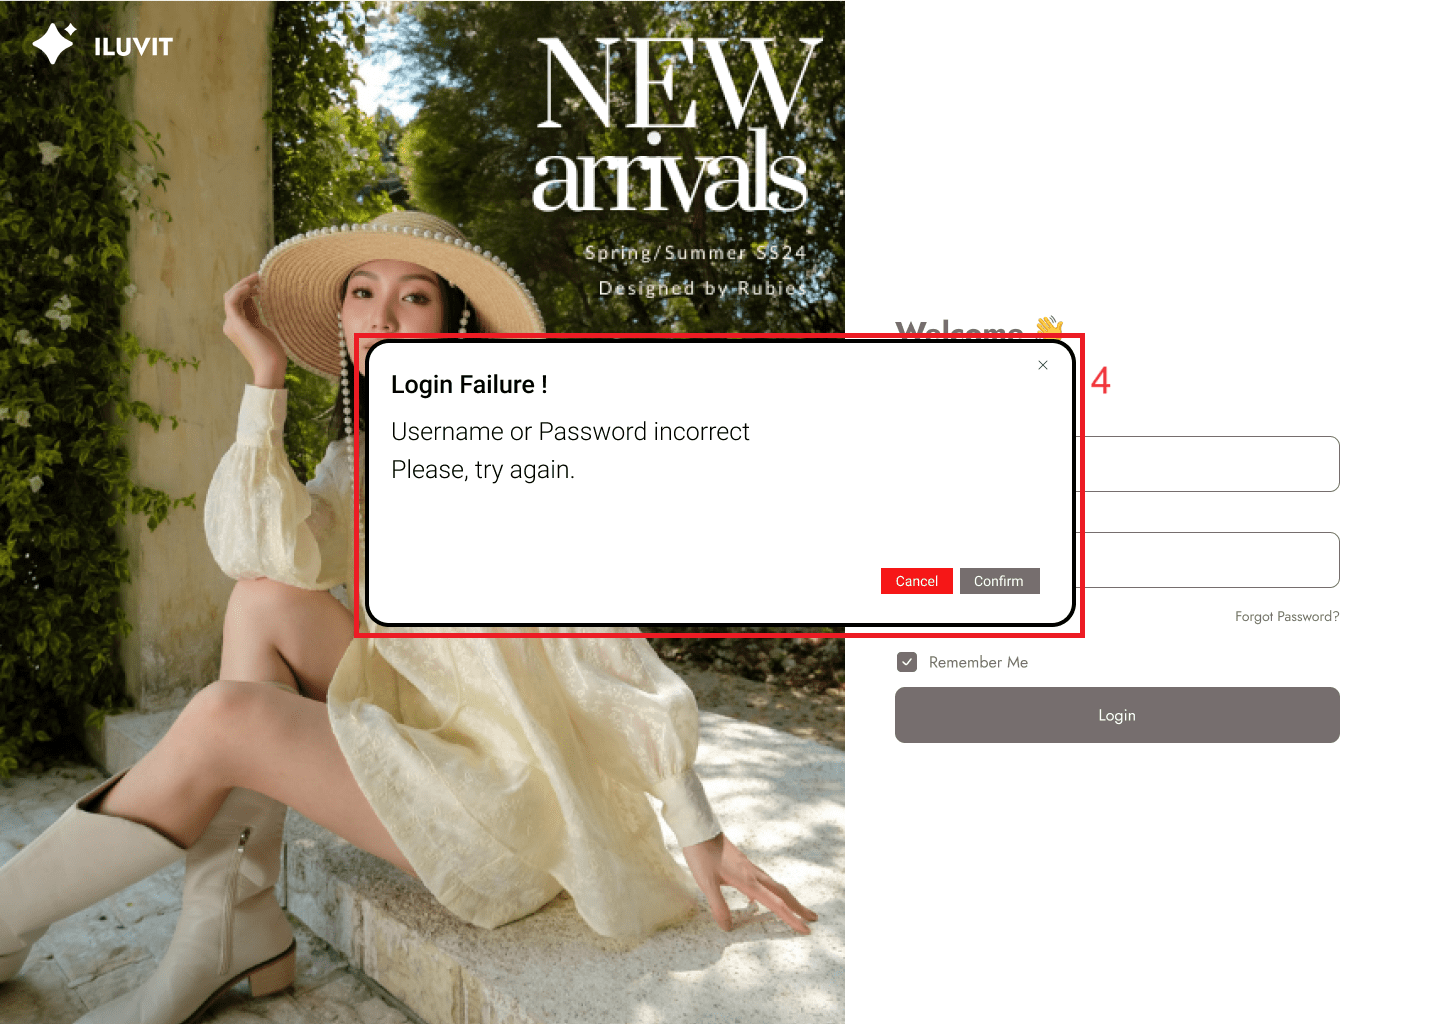 ILUVIT
NEW
arrivals
Spring/Summer SS24
Designed by Rubies
Welcome 👋
Login Failure !
4
Username or Password incorrect
Please, try again.
Cancel
Confirm
Forgot Password?
Remember Me
Login